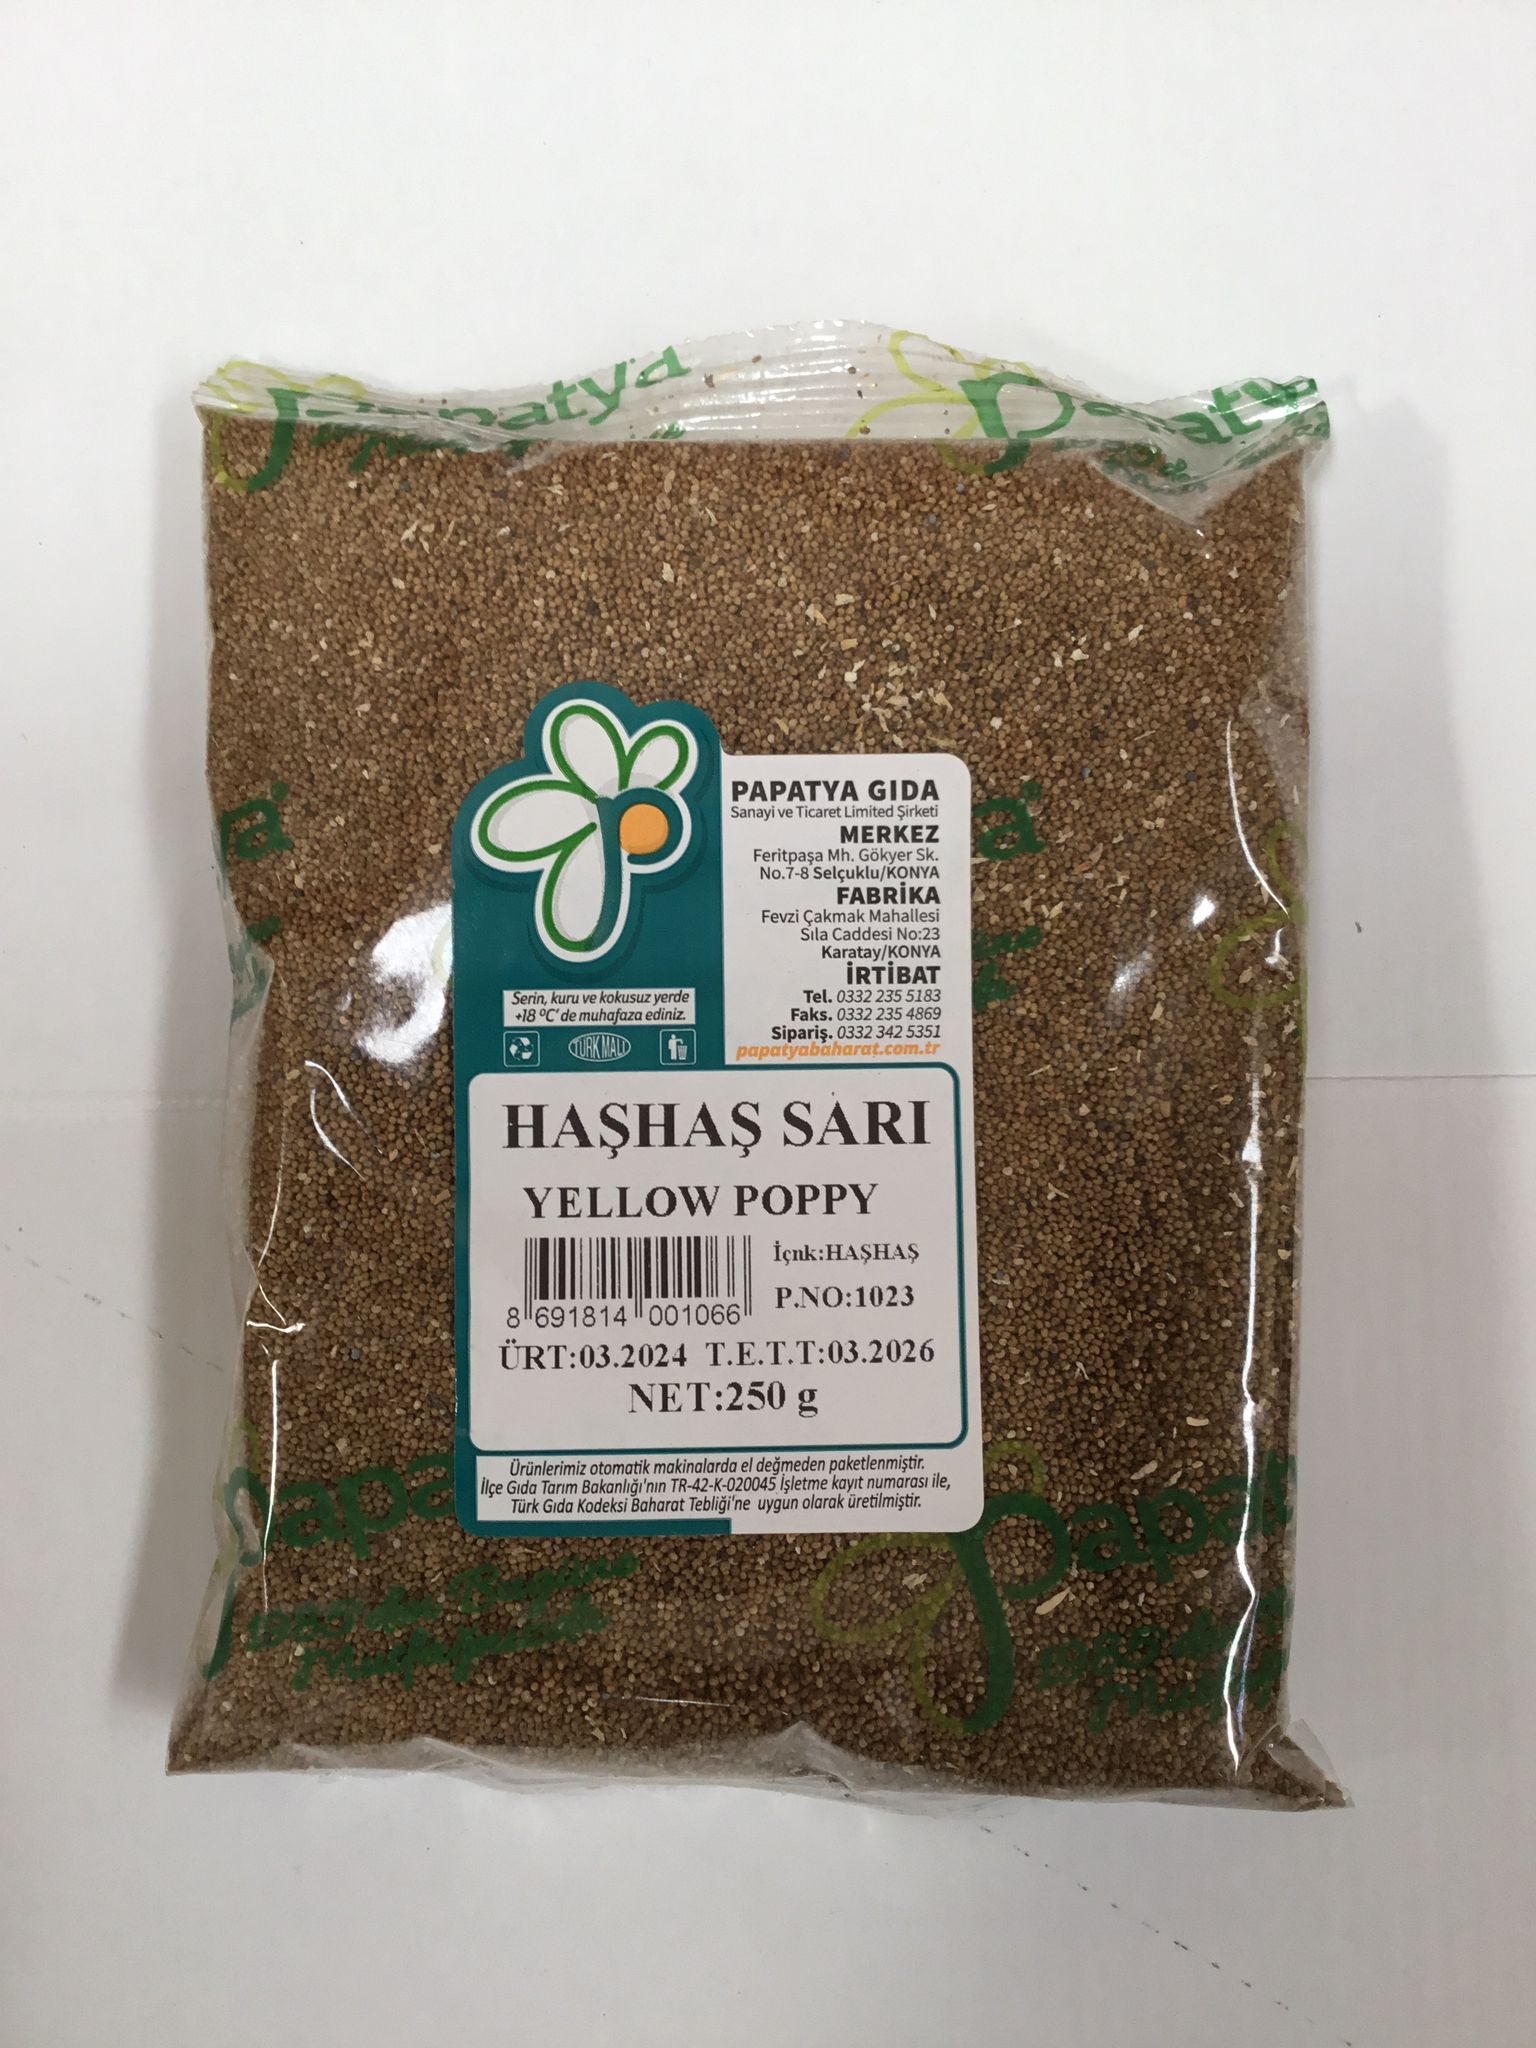 Papatya
Papatya
PAPATYA GIDA
Sanayi ve Ticaret Limited Şirketi
MERKEZ
Feritpaşa Mh. Gökyer Sk.
No.7-8 Selçuklu/KONYA
FABRİKA
Fevzi Çakmak Mahallesi
Sıla Caddesi No:23
Karatay/KONYA
İRTİBAT
Tel. 0332 235 5183
Faks. 0332 235 4869
Sipariş. 0332 342 5351
papatyabaharat.com.tr
Serin, kuru ve kokusuz yerde
+18 ºC' de muhafaza ediniz.
TÜRK MALI
HAŞHAŞ SARI
YELLOW POPPY
İçnk:HAŞHAŞ
P.NO:1023
8 691814 001066
ÜRT:03.2024 T.E.T.T:03.2026
NET:250 g
Ürünlerimiz otomatik makinalarda el değmeden paketlenmiştir.
İlçe Gıda Tarım Bakanlığı'nın TR-42-K-020045 İşletme kayıt numarası ile,
Türk Gıda Kodeksi Baharat Tebliği'ne uygun olarak üretilmiştir.